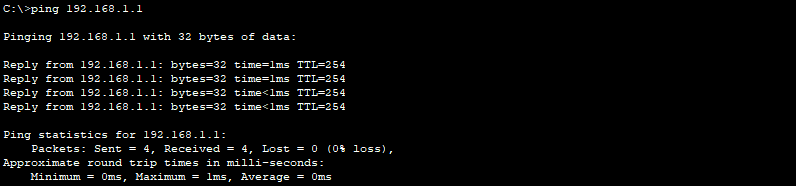 C:\>ping 192.168.1.1
Pinging 192.168.1.1 with 32 bytes of data:
Reply from 192.168.1.1: bytes=32 time=1ms TTL=254
Reply from 192.168.1.1: bytes=32 time=1ms TTL=254
Reply from 192.168.1.1: bytes=32 time<1ms TTL=254
Reply from 192.168.1.1: bytes=32 time<1ms TTL=254
Ping statistics for 192.168.1.1:
    Packets: Sent = 4, Received = 4, Lost = 0 (0% loss),
Approximate round trip times in milli-seconds:
    Minimum = 0ms, Maximum = 1ms, Average = 0ms